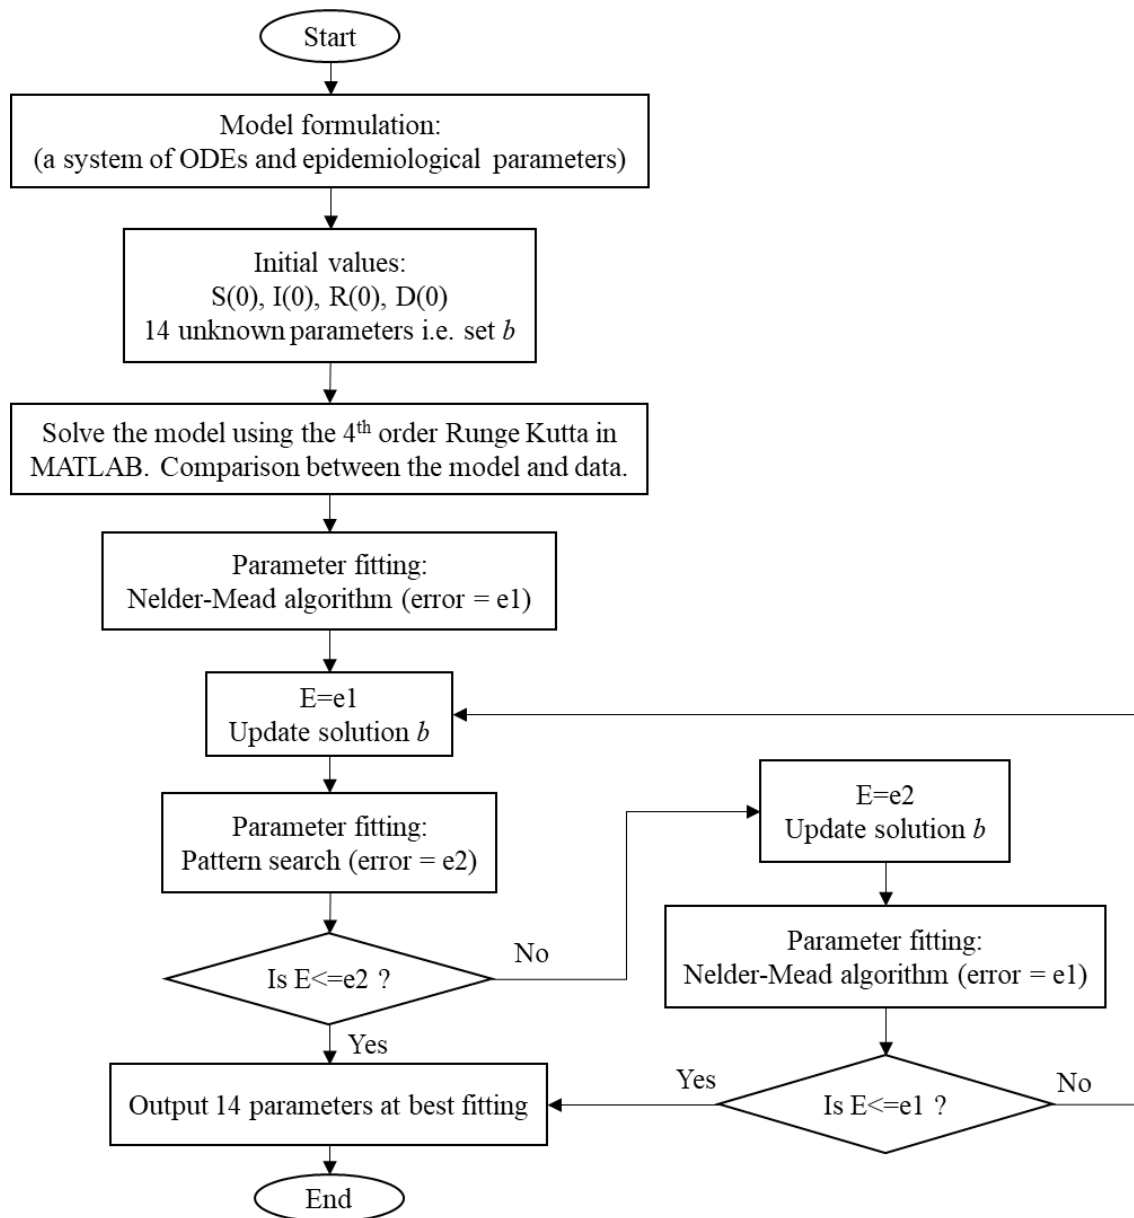 Start
Model formulation:
(a system of ODEs and epidemiological parameters)
Initial values:
S(0), I(0), R(0), D(0)
14 unknown parameters i.e. set b
Solve the model using the 4th order Runge Kutta in
MATLAB. Comparison between the model and data.
Parameter fitting:
Nelder-Mead algorithm (error = e1)
E=e1
Update solution b
Parameter fitting:
Pattern search (error = e2)
Is E<=e2 ?
No
Yes
E=e2
Update solution b
Parameter fitting:
Nelder-Mead algorithm (error = e1)
Is E<=e1 ?
Yes
No
Output 14 parameters at best fitting
End